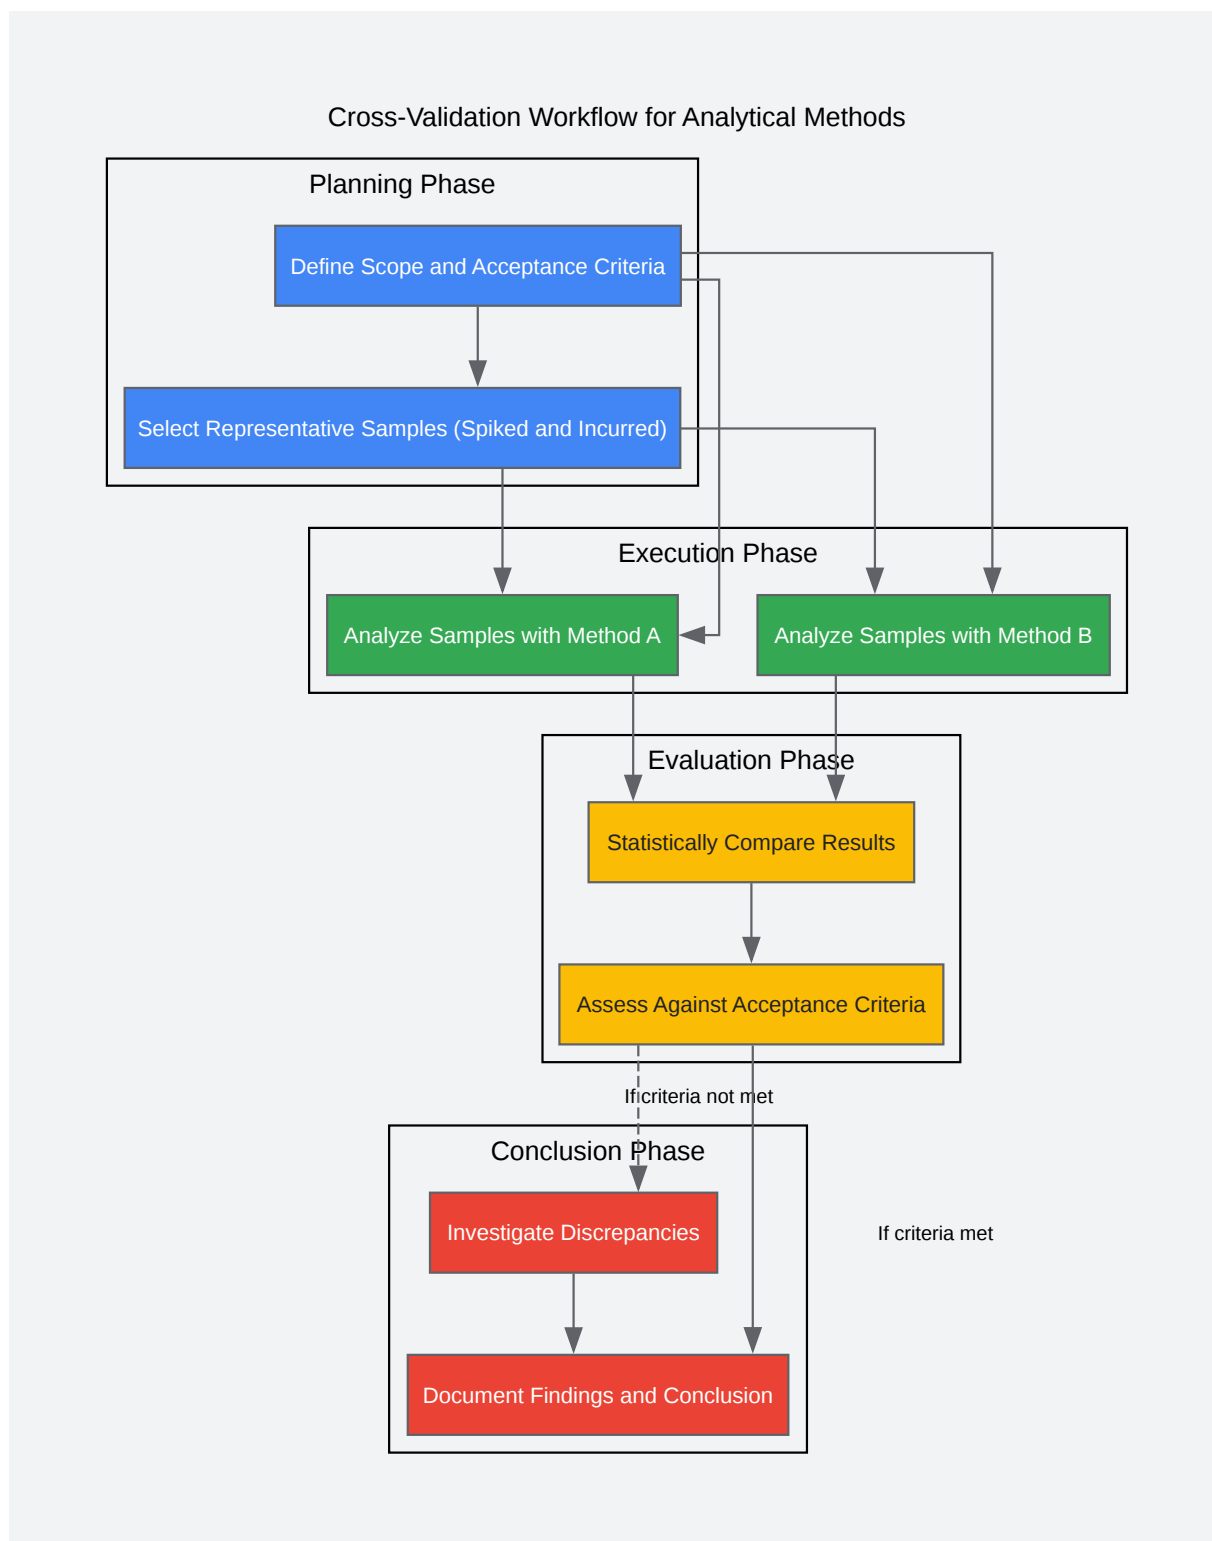 Cross-Validation Workflow for Analytical Methods
Planning Phase
Define Scope and Acceptance Criteria
Select Representative Samples (Spiked and Incurred)
Execution Phase
Analyze Samples with Method A
Analyze Samples with Method B
Evaluation Phase
Statistically Compare Results
Assess Against Acceptance Criteria
If criteria not met
Conclusion Phase
Investigate Discrepancies
If criteria met
Document Findings and Conclusion